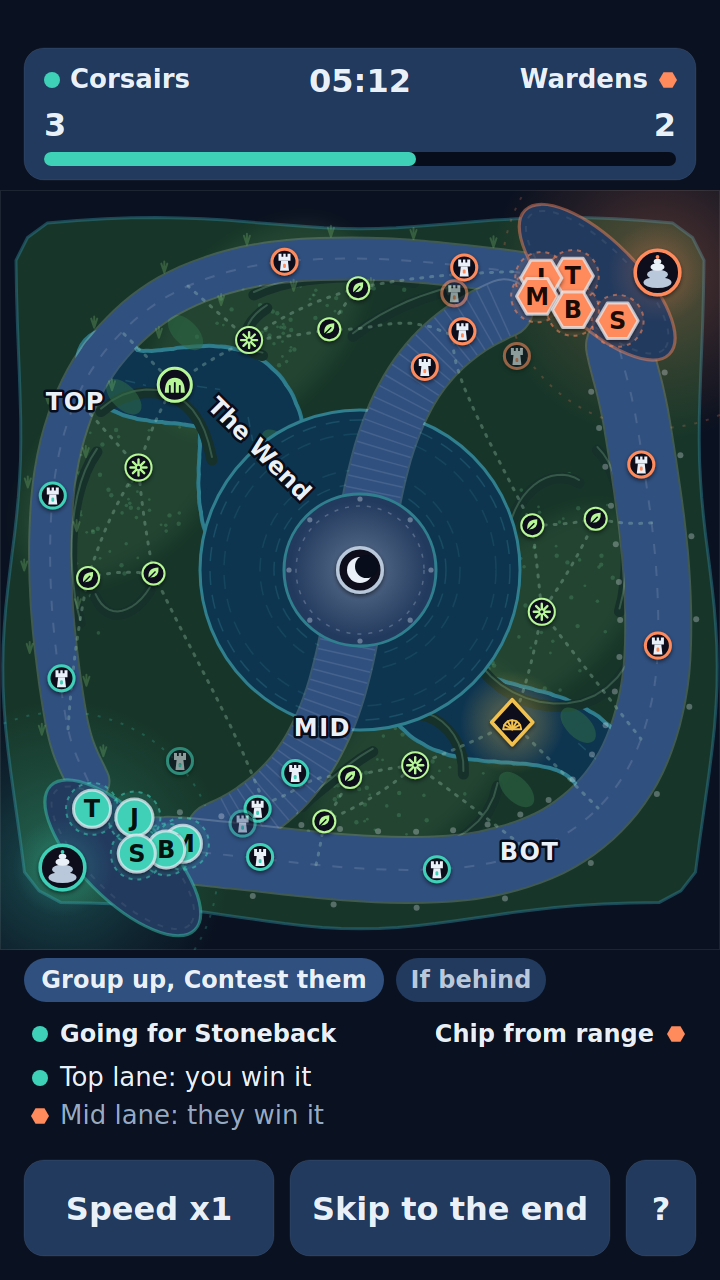 Corsairs 05:12 Wardens
3 2
J T
M B S
TOP
The Wend
MID
T J
S B M
BOT
Group up, Contest them If behind
Going for Stoneback Chip from range
Top lane: you win it
Mid lane: they win it
Speed x1 Skip to the end ?